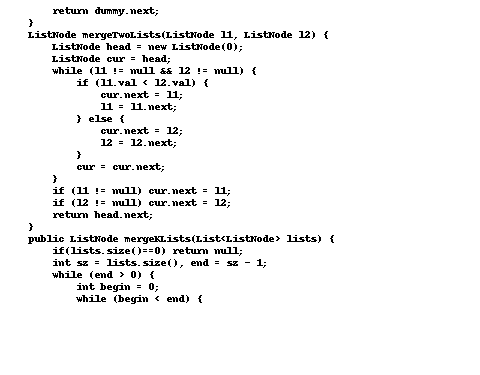 return dummy.next;
    }
    ListNode mergeTwoLists(ListNode l1, ListNode l2) {
        ListNode head = new ListNode(0);
        ListNode cur = head;
        while (l1 != null && l2 != null) {
            if (l1.val < l2.val) {
                cur.next = l1;
                l1 = l1.next;
            } else {
                cur.next = l2;
                l2 = l2.next;
            }
            cur = cur.next;
        }
        if (l1 != null) cur.next = l1;
        if (l2 != null) cur.next = l2;
        return head.next;
    }
    public ListNode mergeKLists(List<ListNode> lists) {
        if(lists.size()==0) return null;
        int sz = lists.size(), end = sz - 1;
        while (end > 0) {
            int begin = 0;
            while (begin < end) {